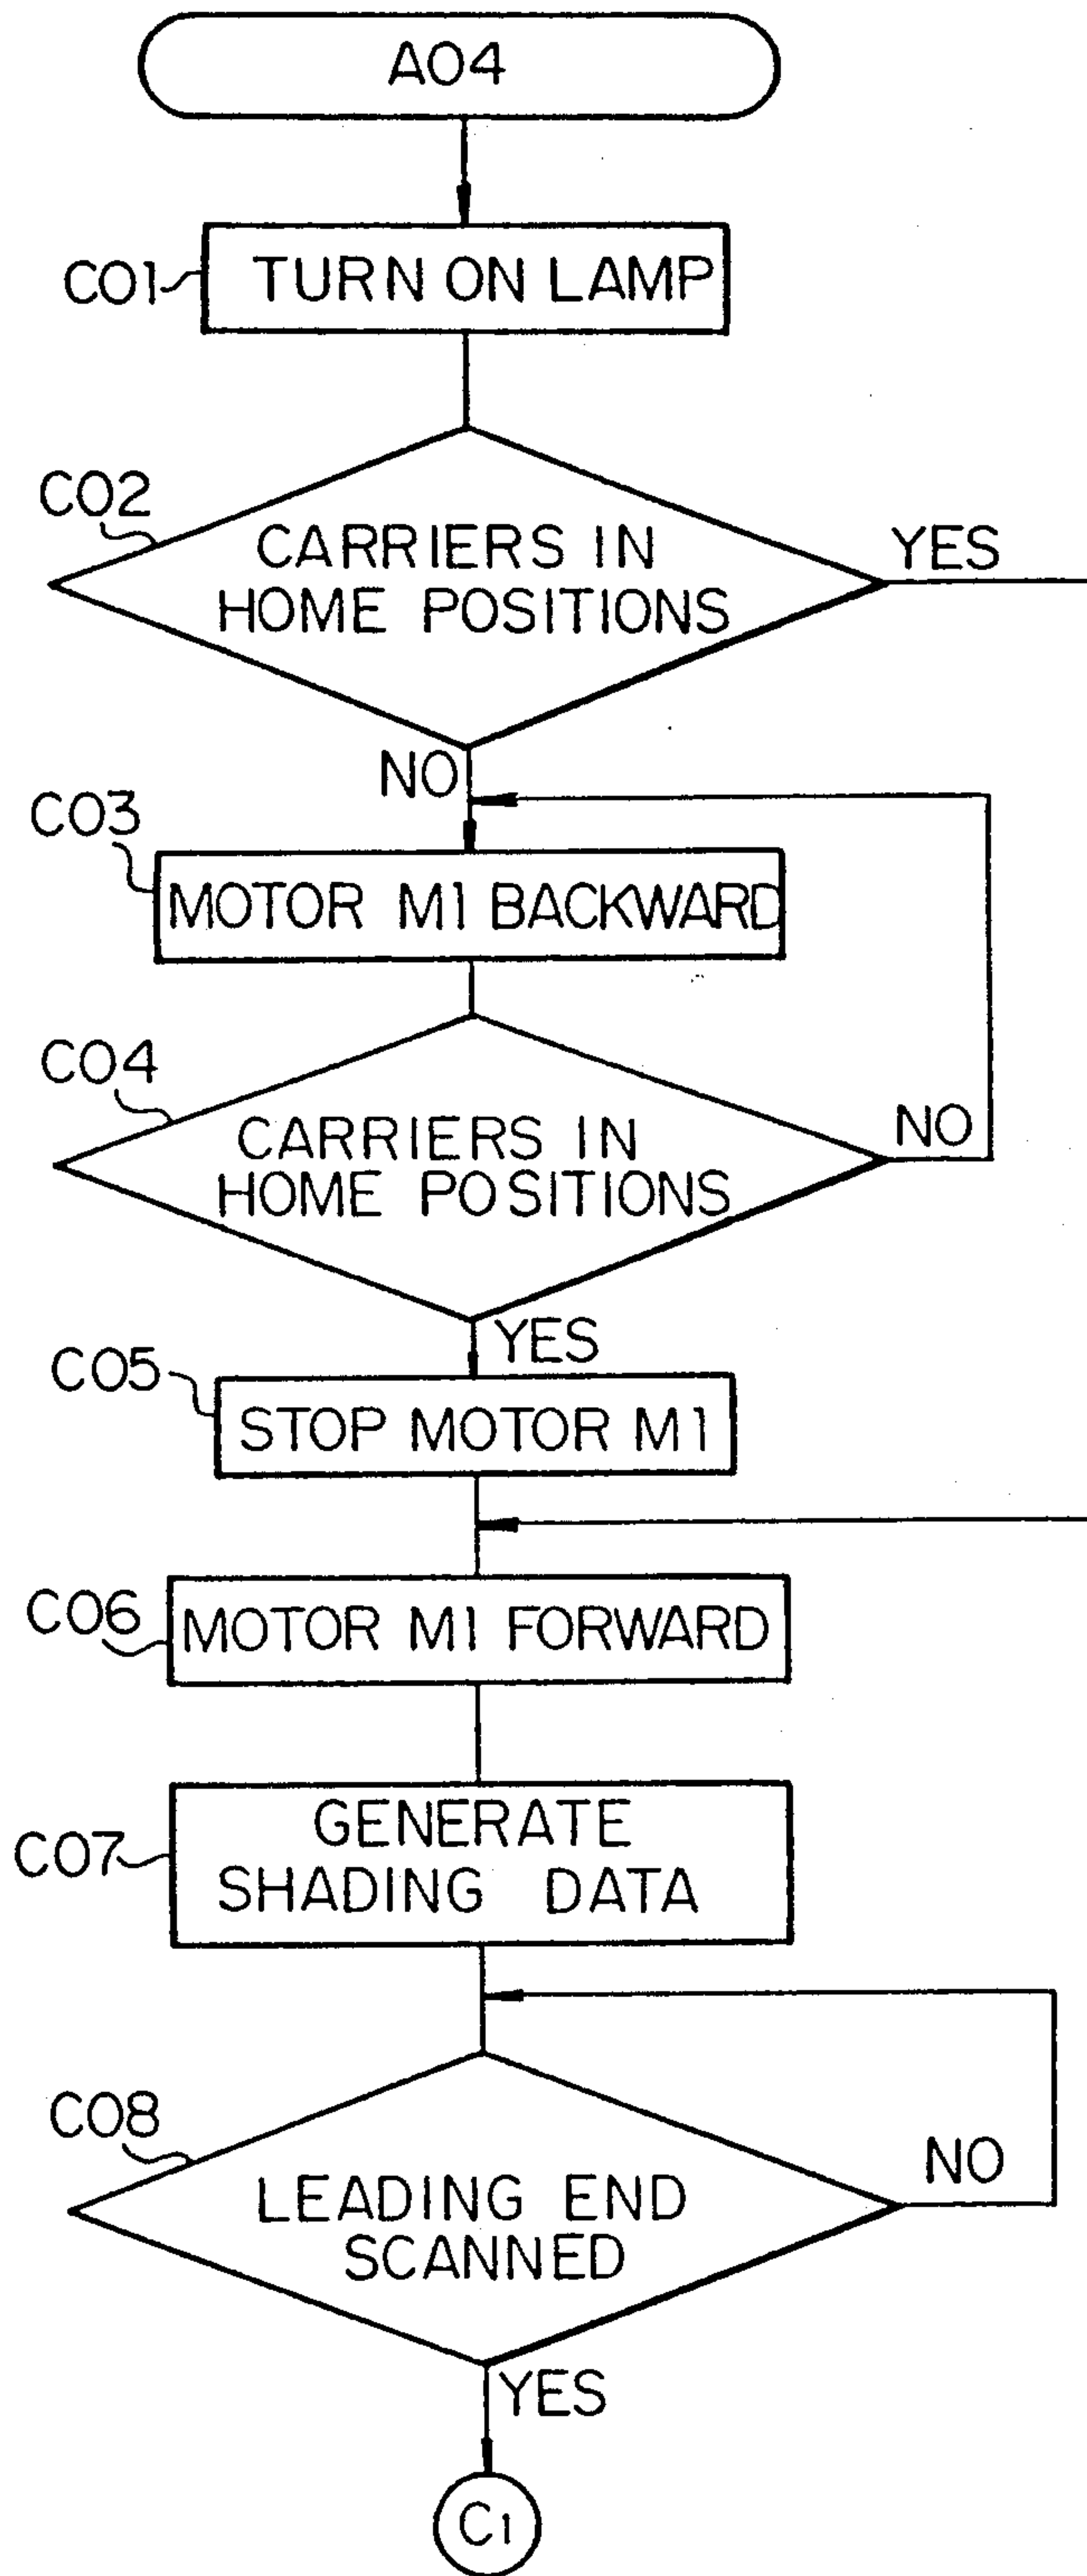 A04
C01
TURN ON LAMP
C02
CARRIERS IN
HOME POSITIONS
YES
NO
C03
MOTOR M1 BACKWARD
C04
CARRIERS IN
HOME POSITIONS
NO
YES
C05
STOP MOTOR M1
C06
MOTOR M1 FORWARD
C07
GENERATE
SHADING DATA
C08
LEADING END
SCANNED
NO
YES
C1